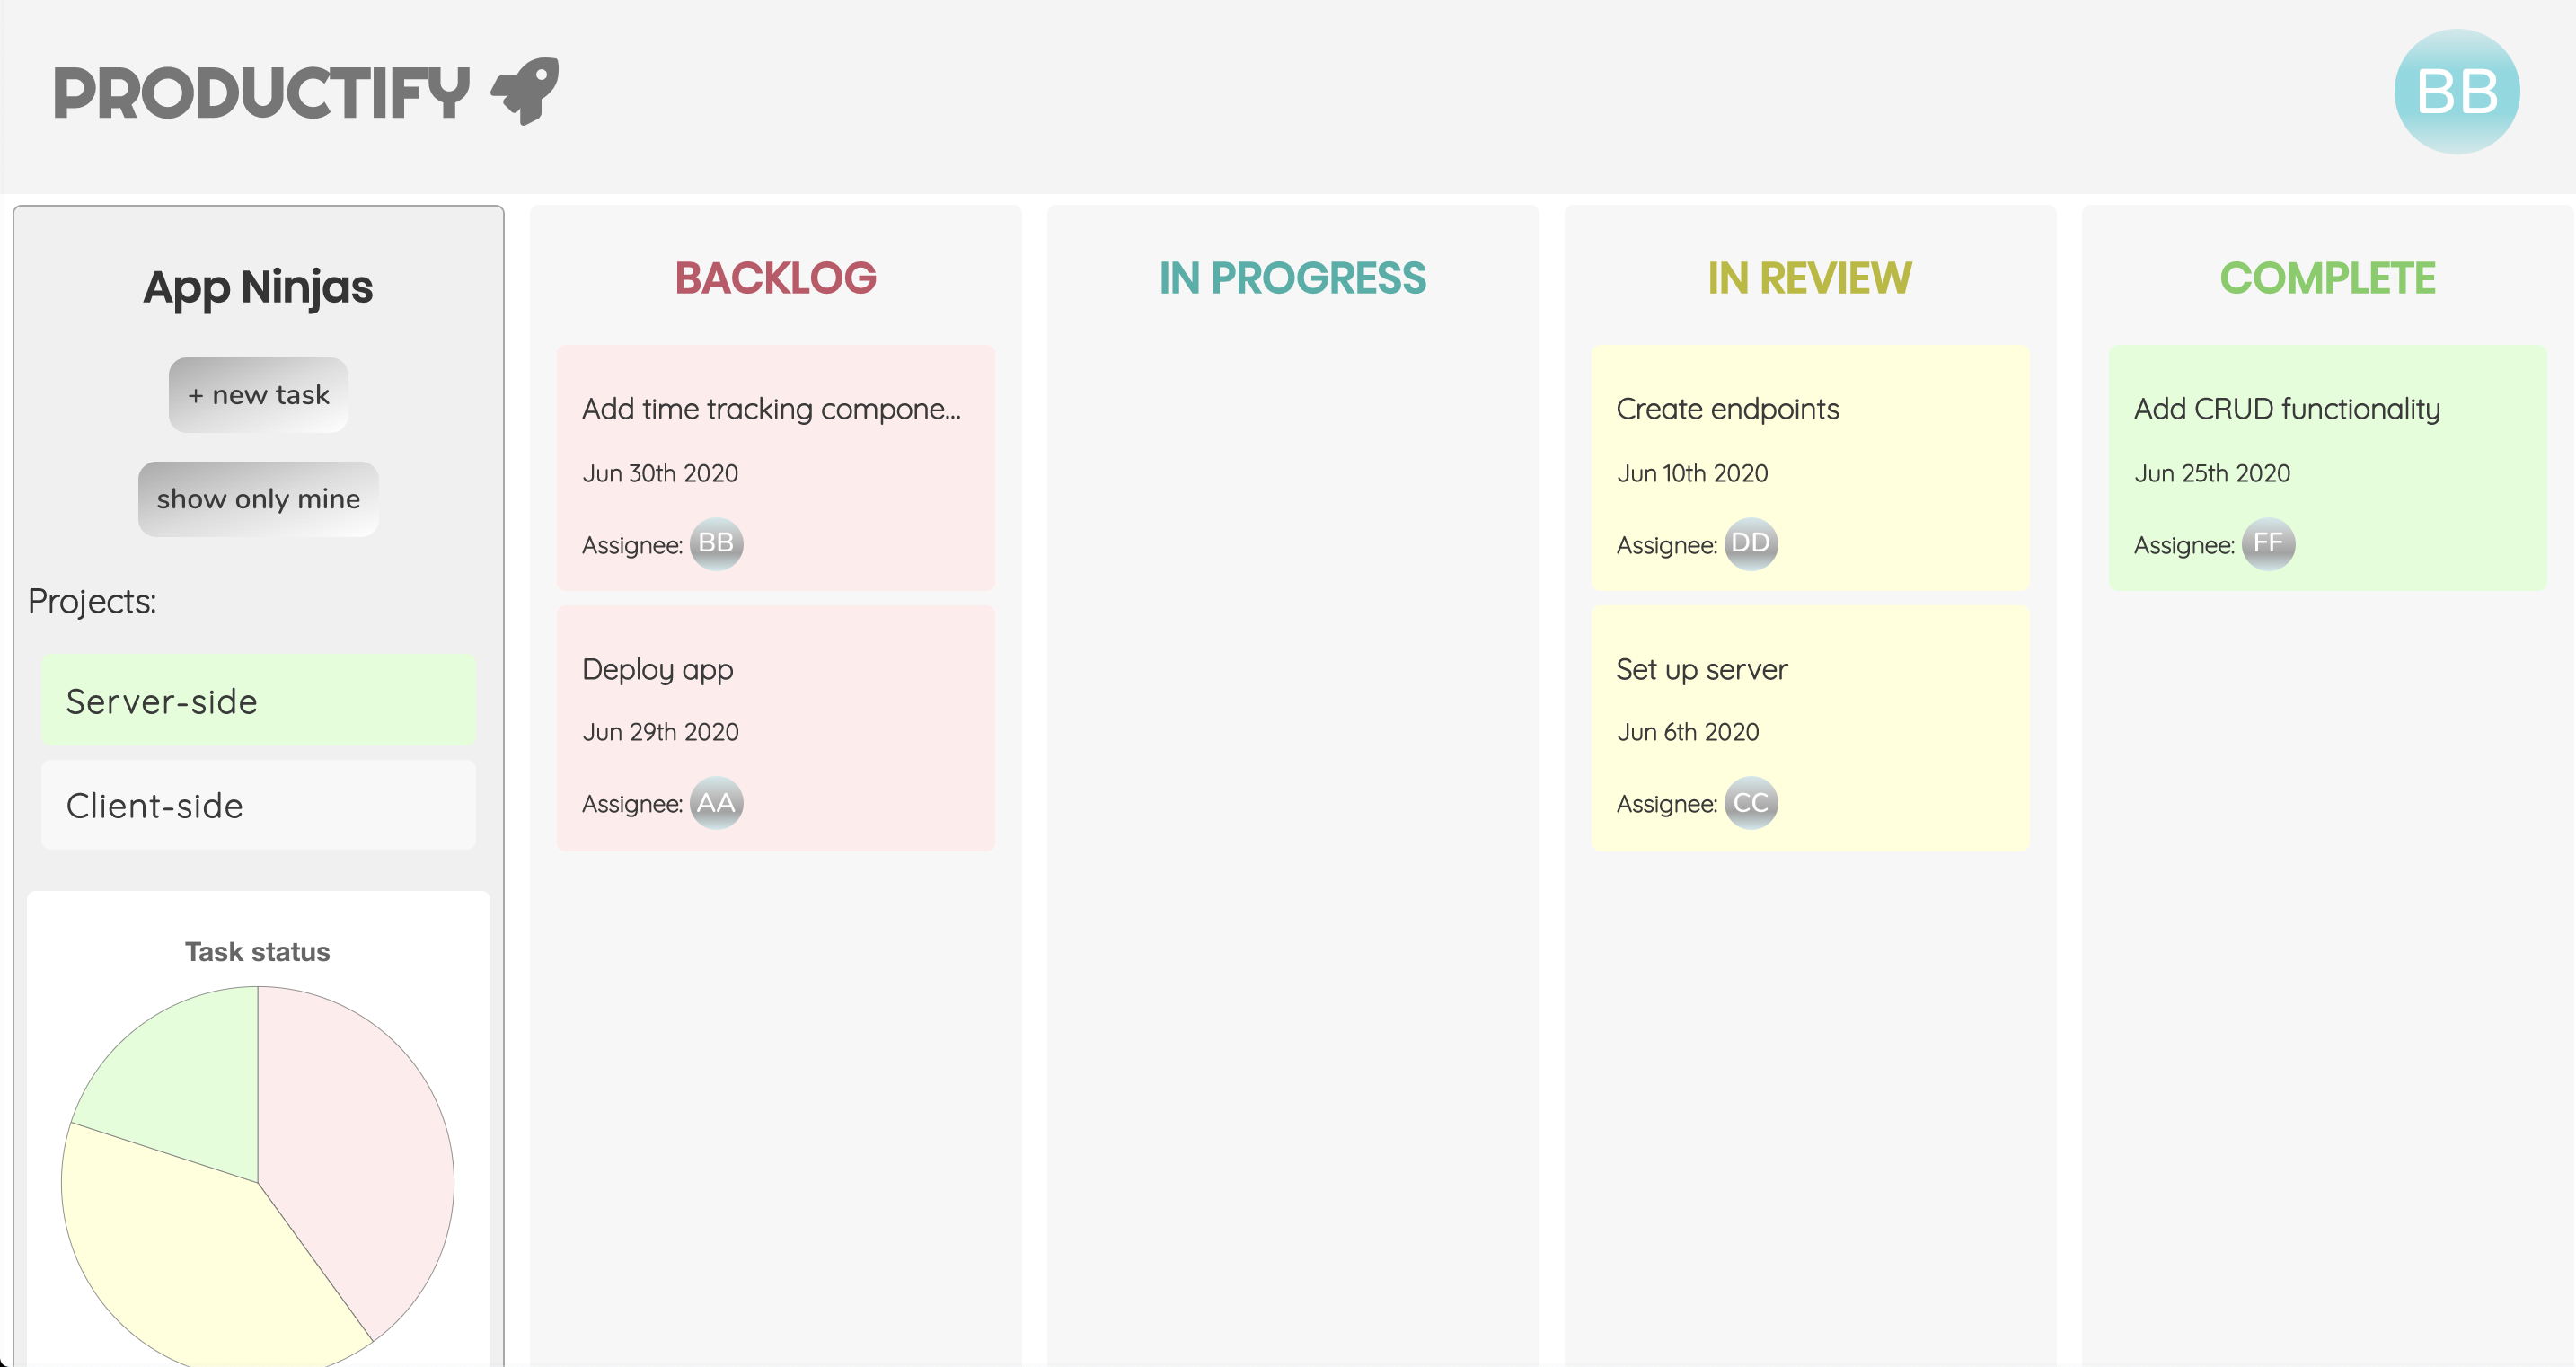 PRODUCTIFY
BB
App Ninjas
+ new task
show only mine
Projects:
Server-side
Client-side
Task status
BACKLOG
Add time tracking compone...
Jun 30th 2020
Assignee: BB
Deploy app
Jun 29th 2020
Assignee: AA
IN PROGRESS
IN REVIEW
Create endpoints
Jun 10th 2020
Assignee: DD
Set up server
Jun 6th 2020
Assignee: CC
COMPLETE
Add CRUD functionality
Jun 25th 2020
Assignee: FF